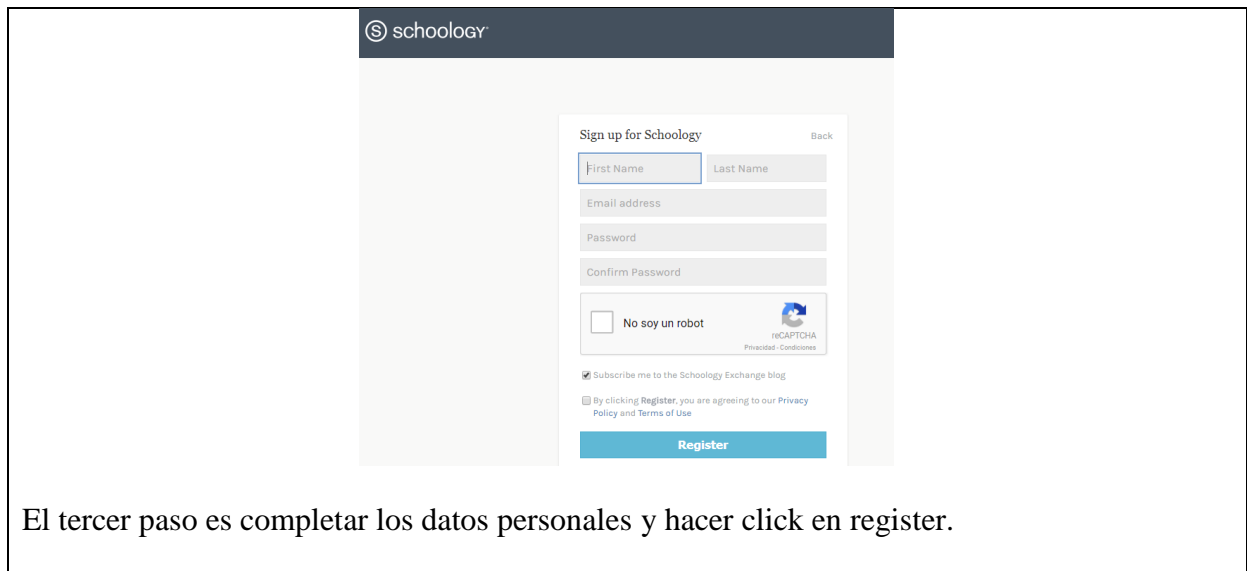 schoology
Sign up for Schoology Back
First Name Last Name
Email address
Password
Confirm Password
No soy un robot
reCAPTCHA
Privacidad - Condiciones
Subscribe me to the Schoology Exchange blog
By clicking Register, you are agreeing to our Privacy
Policy and Terms of Use
Register
El tercer paso es completar los datos personales y hacer click en register.